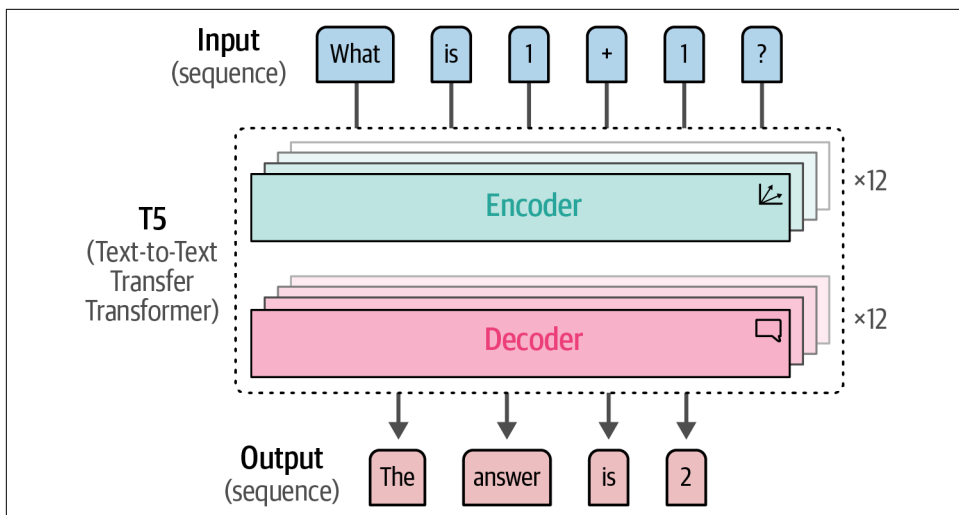 Input
(sequence)
What is 1 + 1 ?
Encoder
×12
T5
(Text-to-Text
Transfer
Transformer)
Decoder
×12
Output
(sequence)
The answer is 2